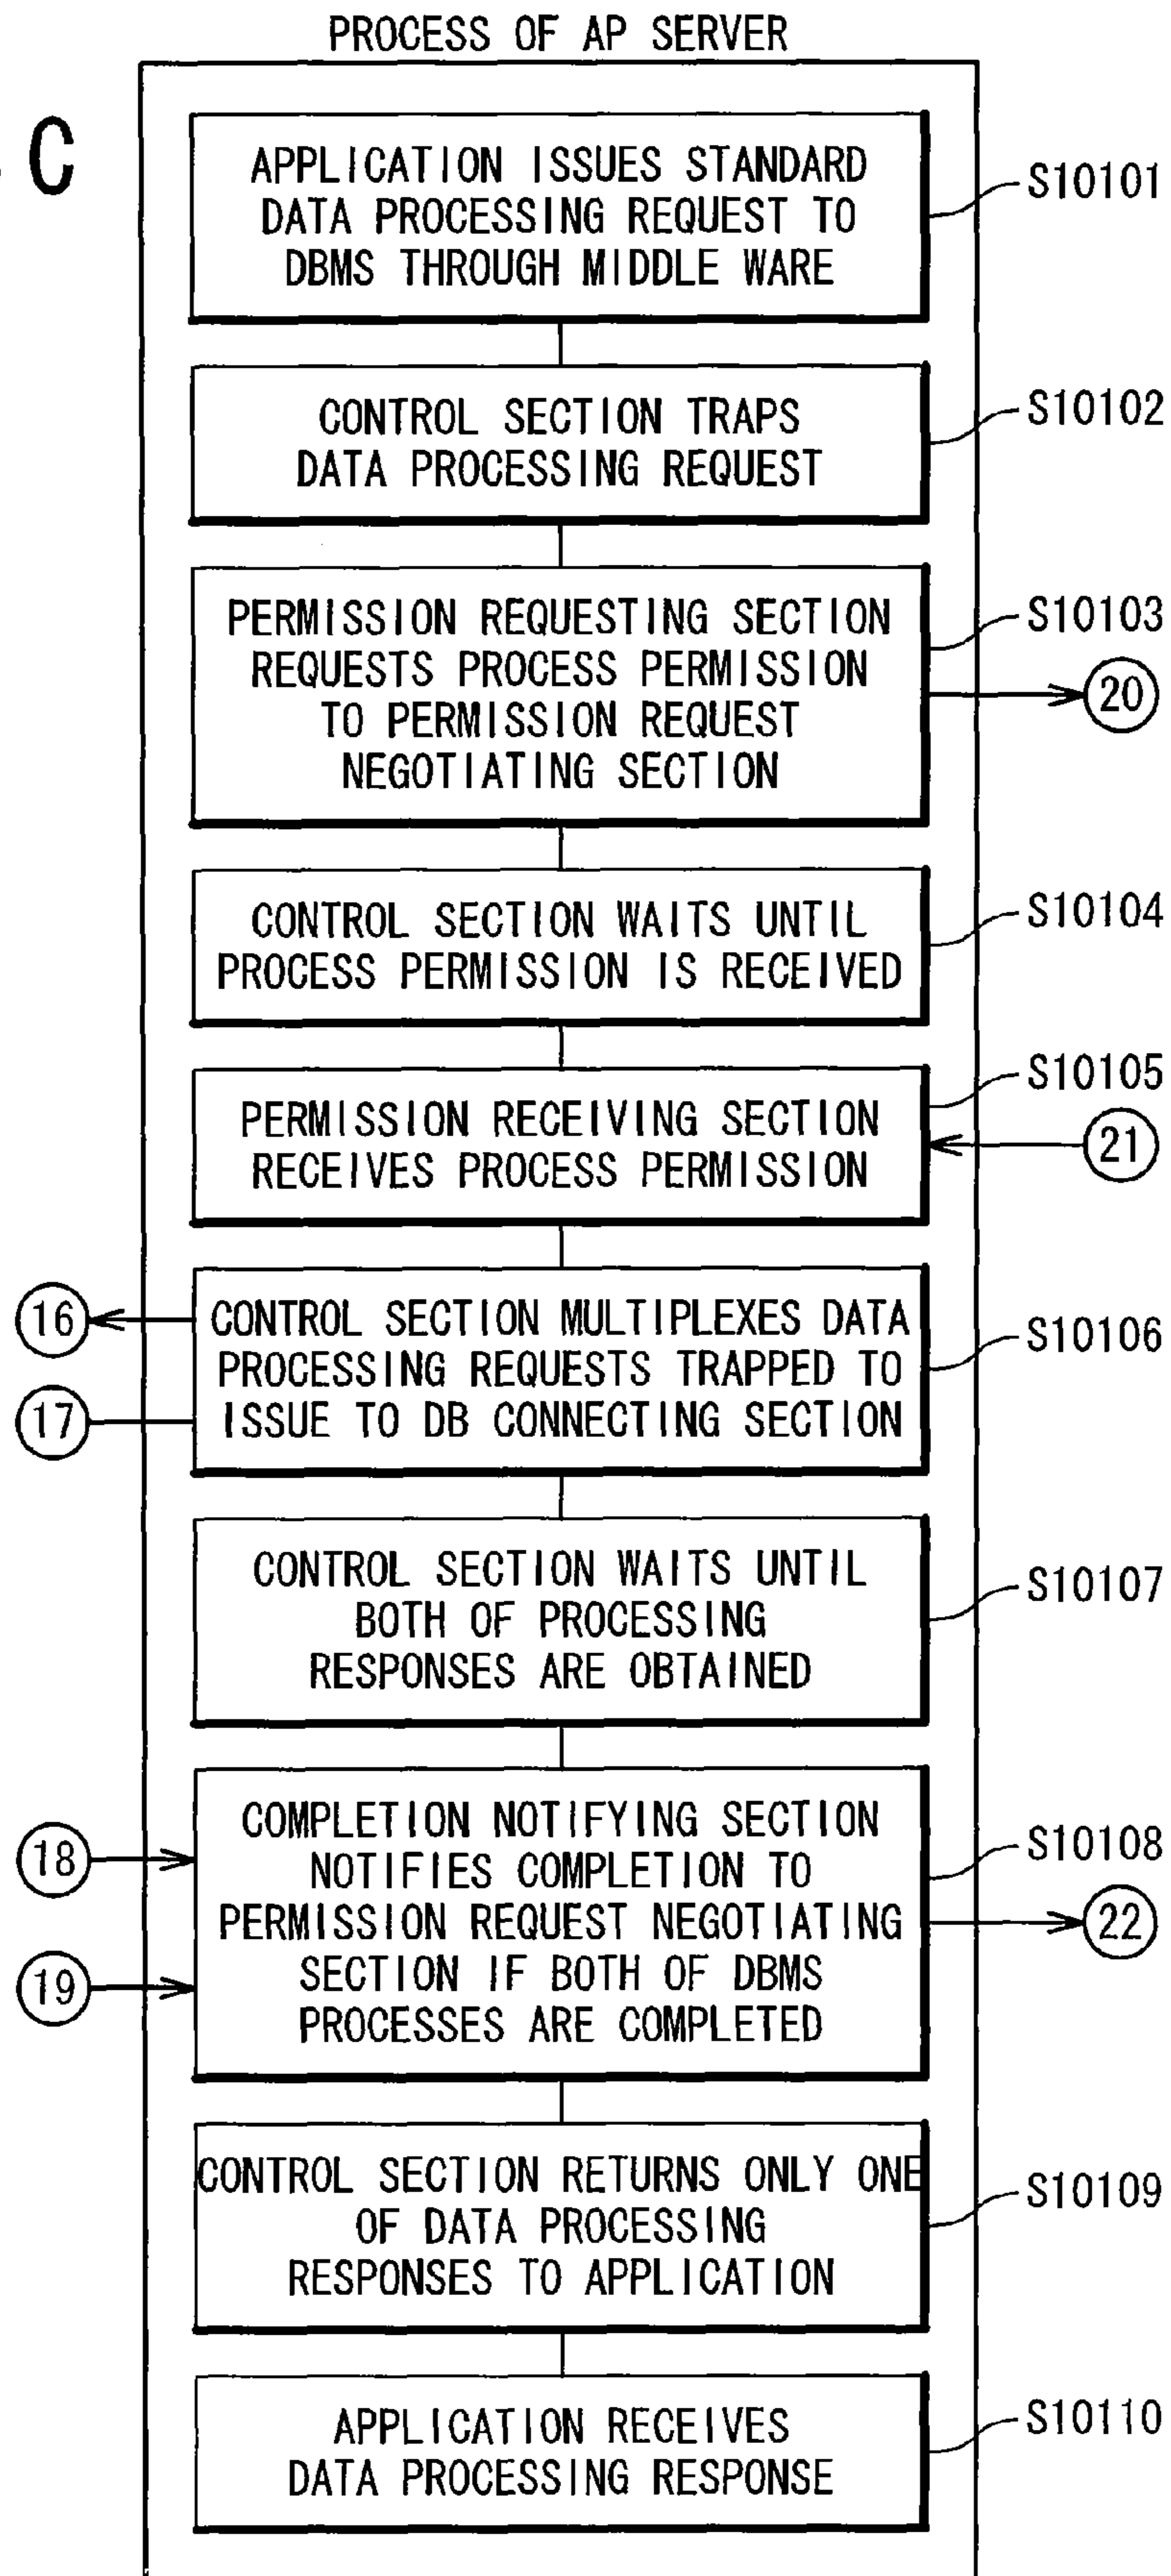 PROCESS OF AP SERVER
C
APPLICATION ISSUES STANDARD
DATA PROCESSING REQUEST TO
DBMS THROUGH MIDDLE WARE
S10101
CONTROL SECTION TRAPS
DATA PROCESSING REQUEST
S10102
PERMISSION REQUESTING SECTION
REQUESTS PROCESS PERMISSION
TO PERMISSION REQUEST
NEGOTIATING SECTION
S10103
20
CONTROL SECTION WAITS UNTIL
PROCESS PERMISSION IS RECEIVED
S10104
PERMISSION RECEIVING SECTION
RECEIVES PROCESS PERMISSION
S10105
21
16
17
CONTROL SECTION MULTIPLEXES DATA
PROCESSING REQUESTS TRAPPED TO
ISSUE TO DB CONNECTING SECTION
S10106
CONTROL SECTION WAITS UNTIL
BOTH OF PROCESSING
RESPONSES ARE OBTAINED
S10107
18
19
COMPLETION NOTIFYING SECTION
NOTIFIES COMPLETION TO
PERMISSION REQUEST NEGOTIATING
SECTION IF BOTH OF DBMS
PROCESSES ARE COMPLETED
S10108
22
CONTROL SECTION RETURNS ONLY ONE
OF DATA PROCESSING
RESPONSES TO APPLICATION
S10109
APPLICATION RECEIVES
DATA PROCESSING RESPONSE
S10110